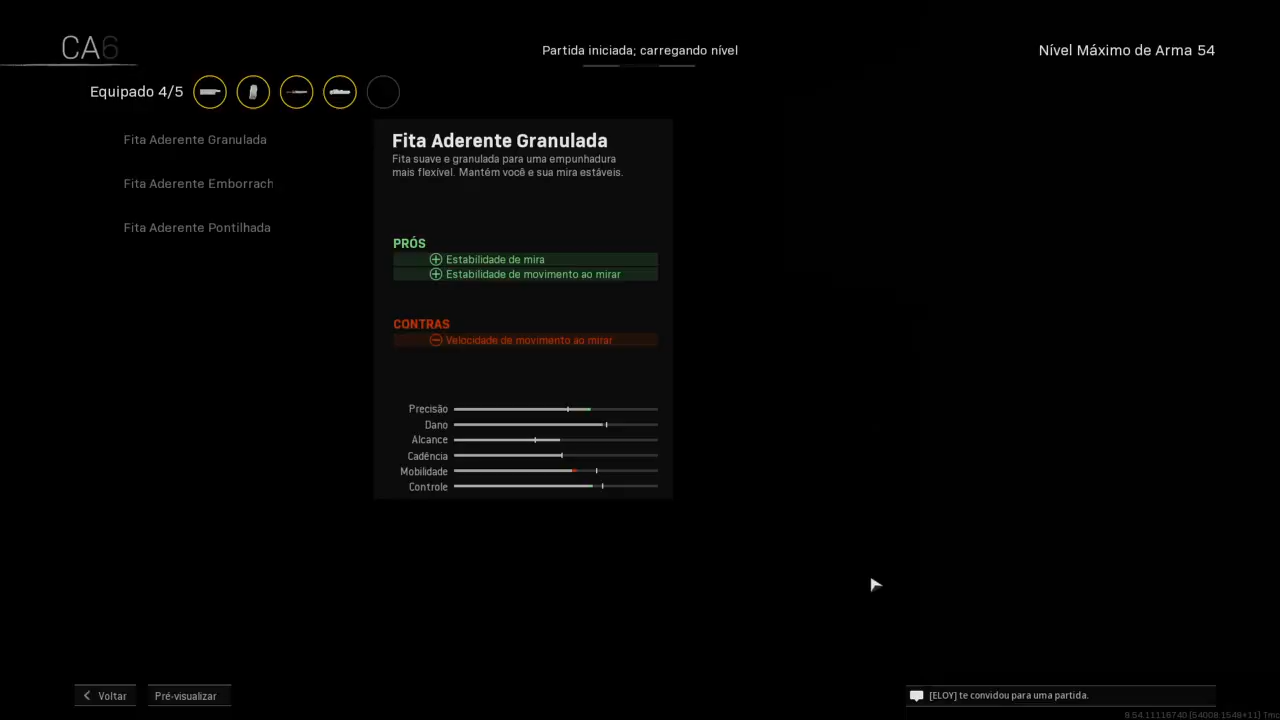 CA6
Partida iniciada; carregando nível
Nível Máximo de Arma 54
Equipado 4/5
Fita Aderente Granulada
Fita Aderente Emborrach
Fita Aderente Pontilhada
Fita Aderente Granulada
Fita suave e granulada para uma empunhadura
mais flexível. Mantém você e sua mira estáveis.
PRÓS
Estabilidade de mira
Estabilidade de movimento ao mirar
CONTRAS
Velocidade de movimento ao mirar
Precisão
Dano
Alcance
Cadência
Mobilidade
Controle
Voltar
Pré-visualizar
[ELOY] te convidou para uma partida.